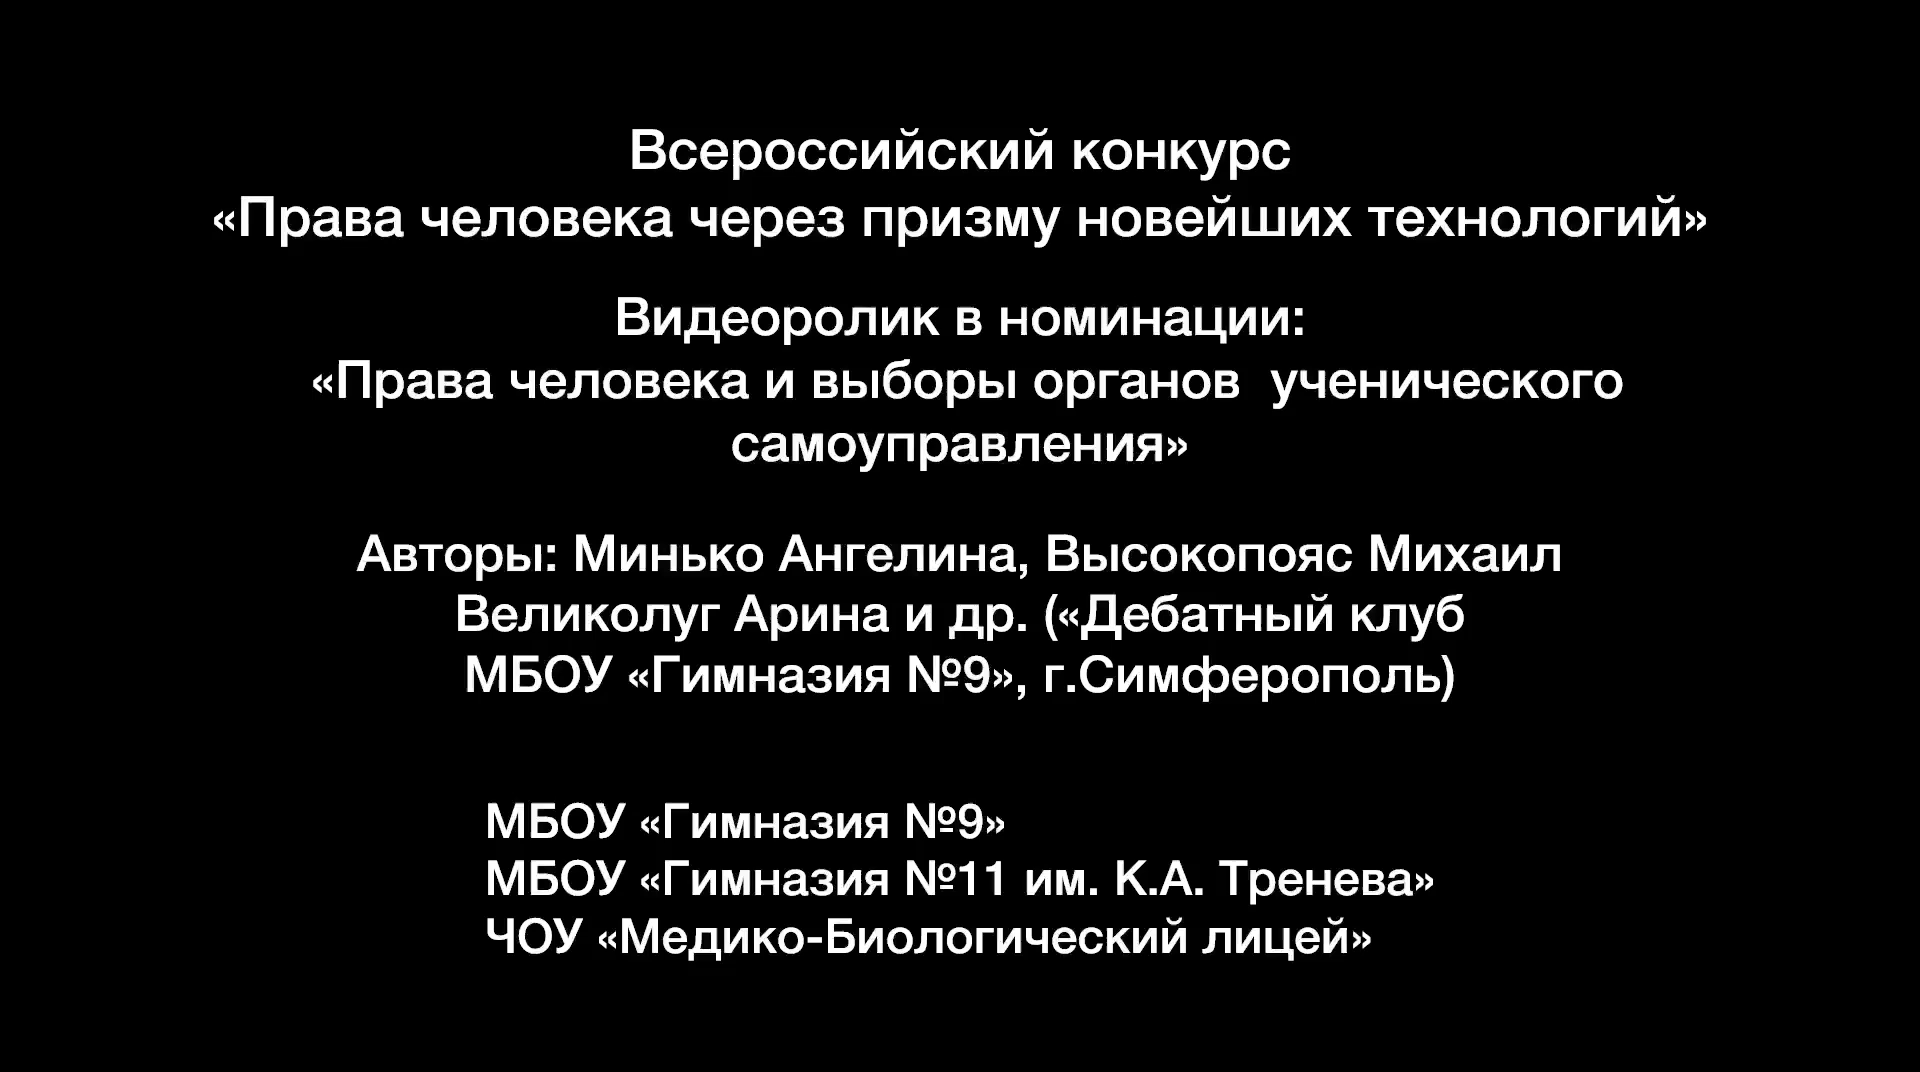 Всероссийский конкурс
«Права человека через призму новейших технологий»
Видеоролик в номинации:
«Права человека и выборы органов  ученического
самоуправления»
Авторы: Минько Ангелина, Высокопояс Михаил
Великолуг Арина и др. («Дебатный клуб
МБОУ «Гимназия №9», г.Симферополь)
МБОУ «Гимназия №9»
МБОУ «Гимназия №11 им. К.А. Тренева»
ЧОУ «Медико-Биологический лицей»